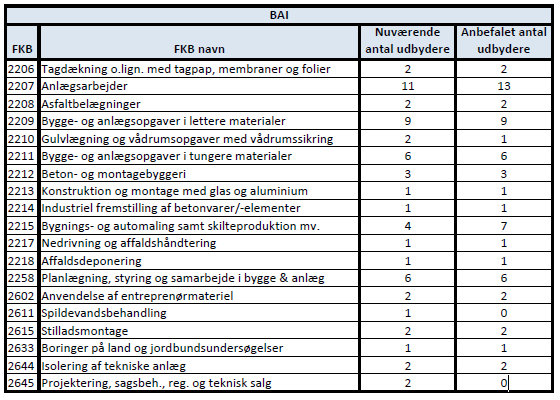 BAI
FKB FKB navn Nuværende antal udbydere Anbefalet antal udbydere
2206 Tagdækning o.lign. med tagpap, membraner og folier 2 2
2207 Anlægsarbejder 11 13
2208 Asfaltbelægninger 2 2
2209 Bygge- og anlægsopgaver i lettere materialer 9 9
2210 Gulvlægning og vådrumsopgaver med vådrumssikring 2 1
2211 Bygge- og anlægsopgaver i tungere materialer 6 6
2212 Beton- og montagebyggeri 3 3
2213 Konstruktion og montage med glas og aluminium 1 1
2214 Industriel fremstilling af betonvarer/-elementer 1 1
2215 Bygnings- og automaling samt skilteproduktion mv. 4 7
2217 Nedrivning og affaldshåndtering 1 1
2218 Affaldsdeponering 1 1
2258 Planlægning, styring og samarbejde i bygge & anlæg 6 6
2602 Anvendelse af entreprenørmateriel 2 2
2611 Spildevandsbehandling 1 0
2615 Stilladsmontage 2 2
2633 Boringer på land og jordbundsundersøgelser 1 1
2644 Isolering af tekniske anlæg 2 2
2645 Projektering, sagsbeh., reg. og teknisk salg 2 0